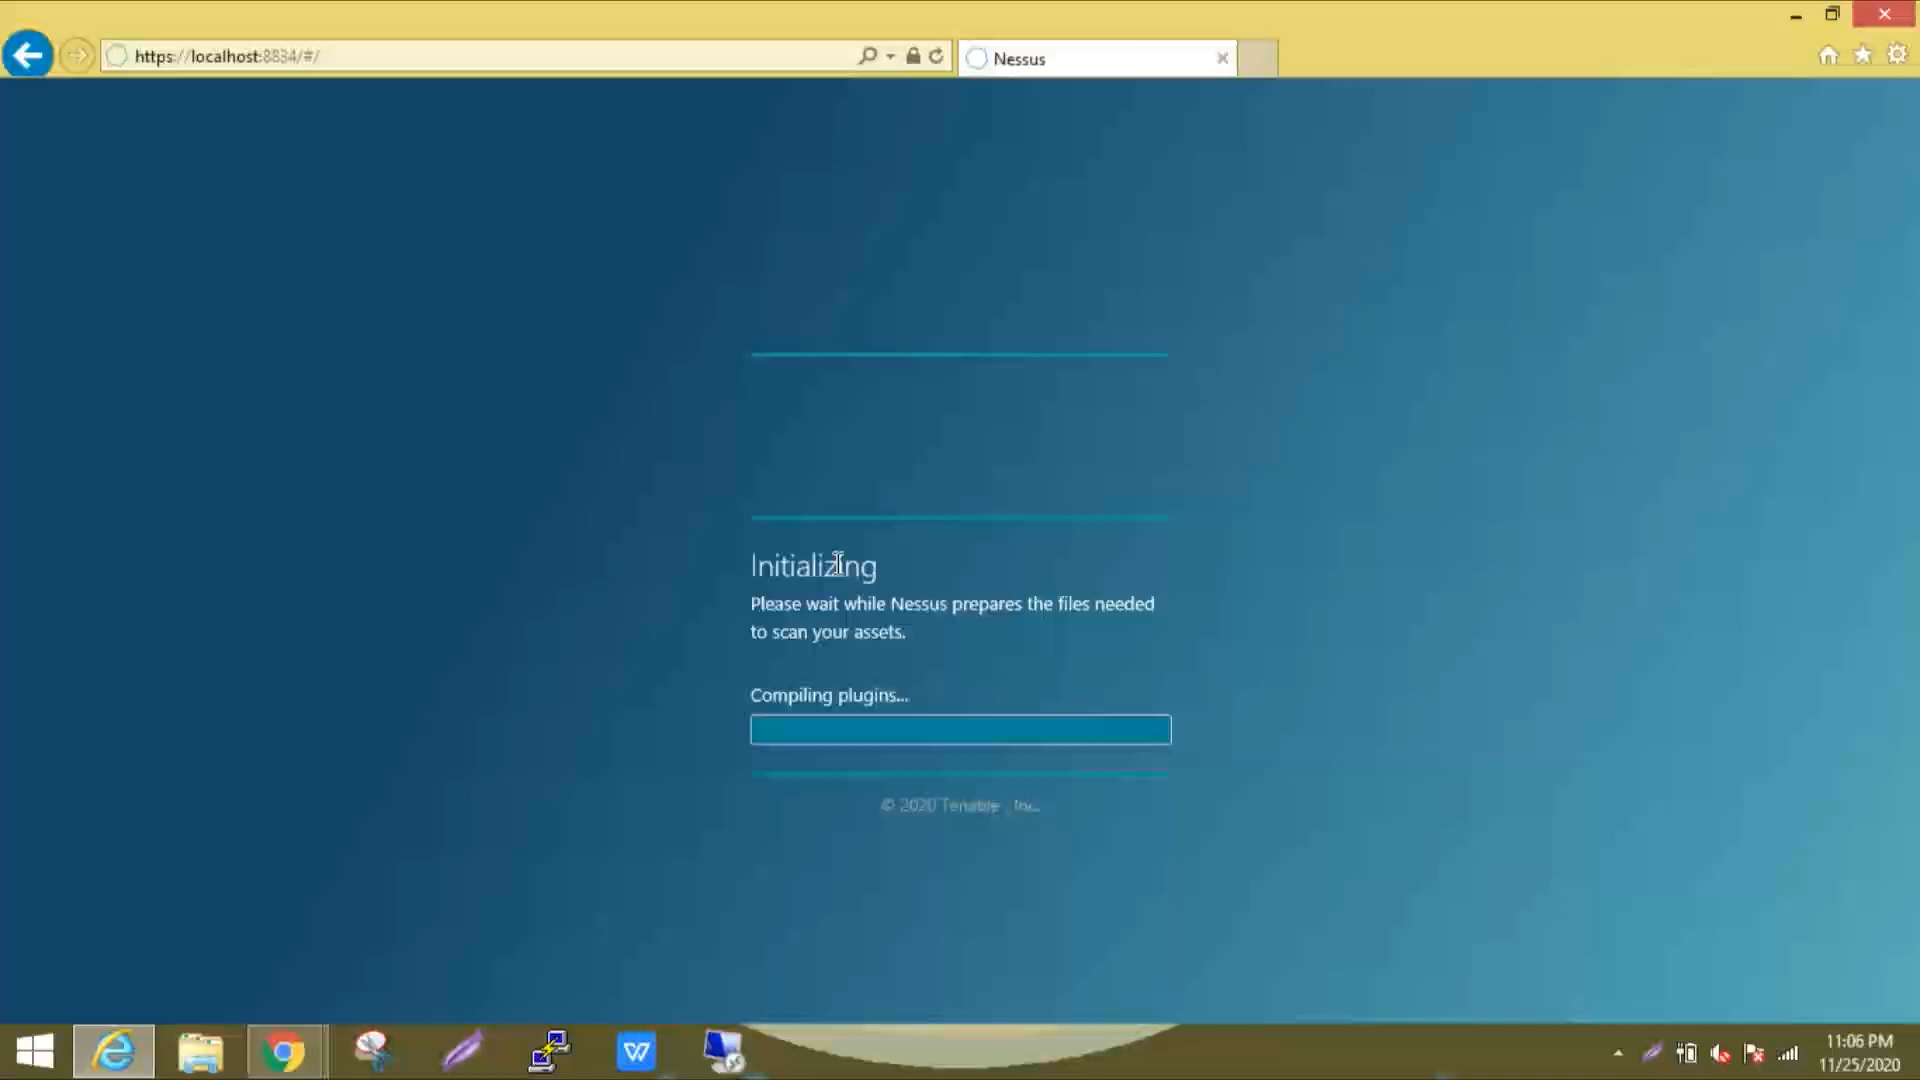 https://localhost:8834/#/
Nessus
Initializing
Please wait while Nessus prepares the files needed
to scan your assets.
Compiling plugins...
© 2020 Tenable , Inc.
11:06 PM
11/25/2020